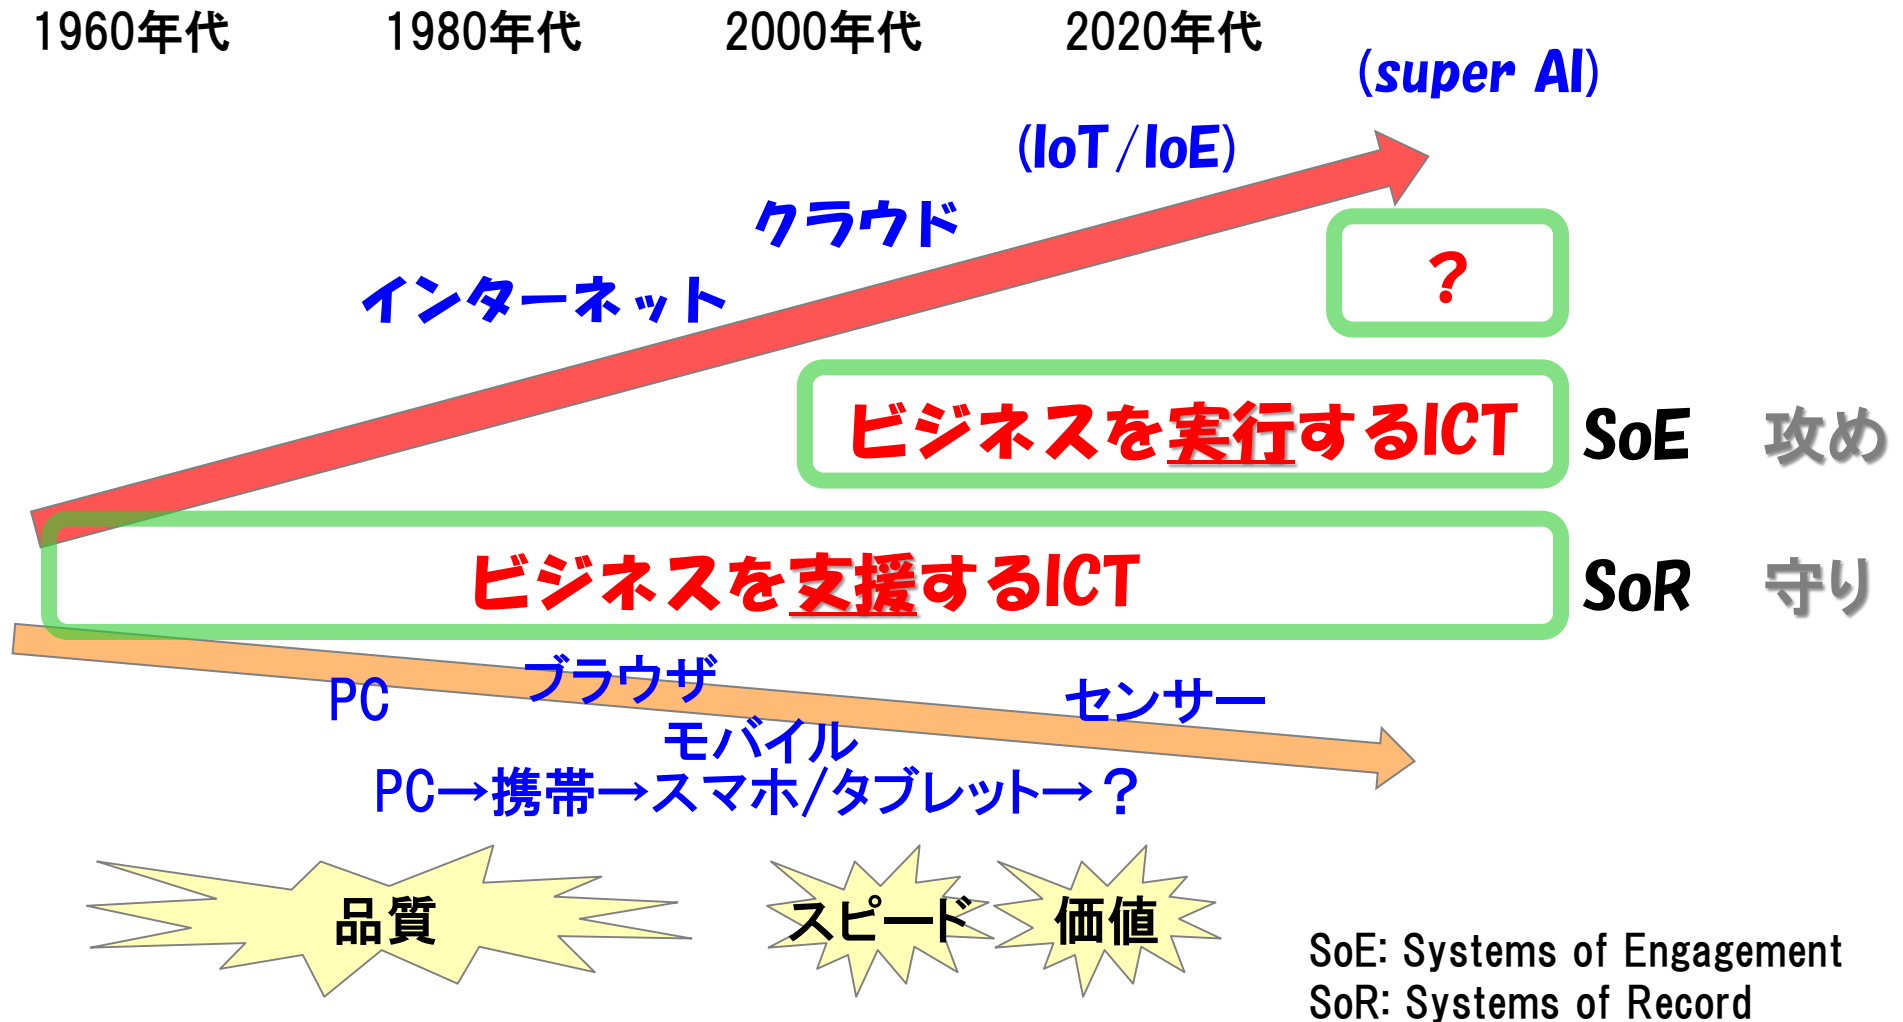 1960年代 1980年代 2000年代 2020年代
(super AI)
(IoT/IoE)
クラウド
インターネット
?
ビジネスを実行するICT SoE 攻め
ビジネスを支援するICT SoR 守り
PC ブラウザ センサー
モバイル
PC→携帯→スマホ/タブレット→?
品質 スピード 価値
SoE: Systems of Engagement
SoR: Systems of Record